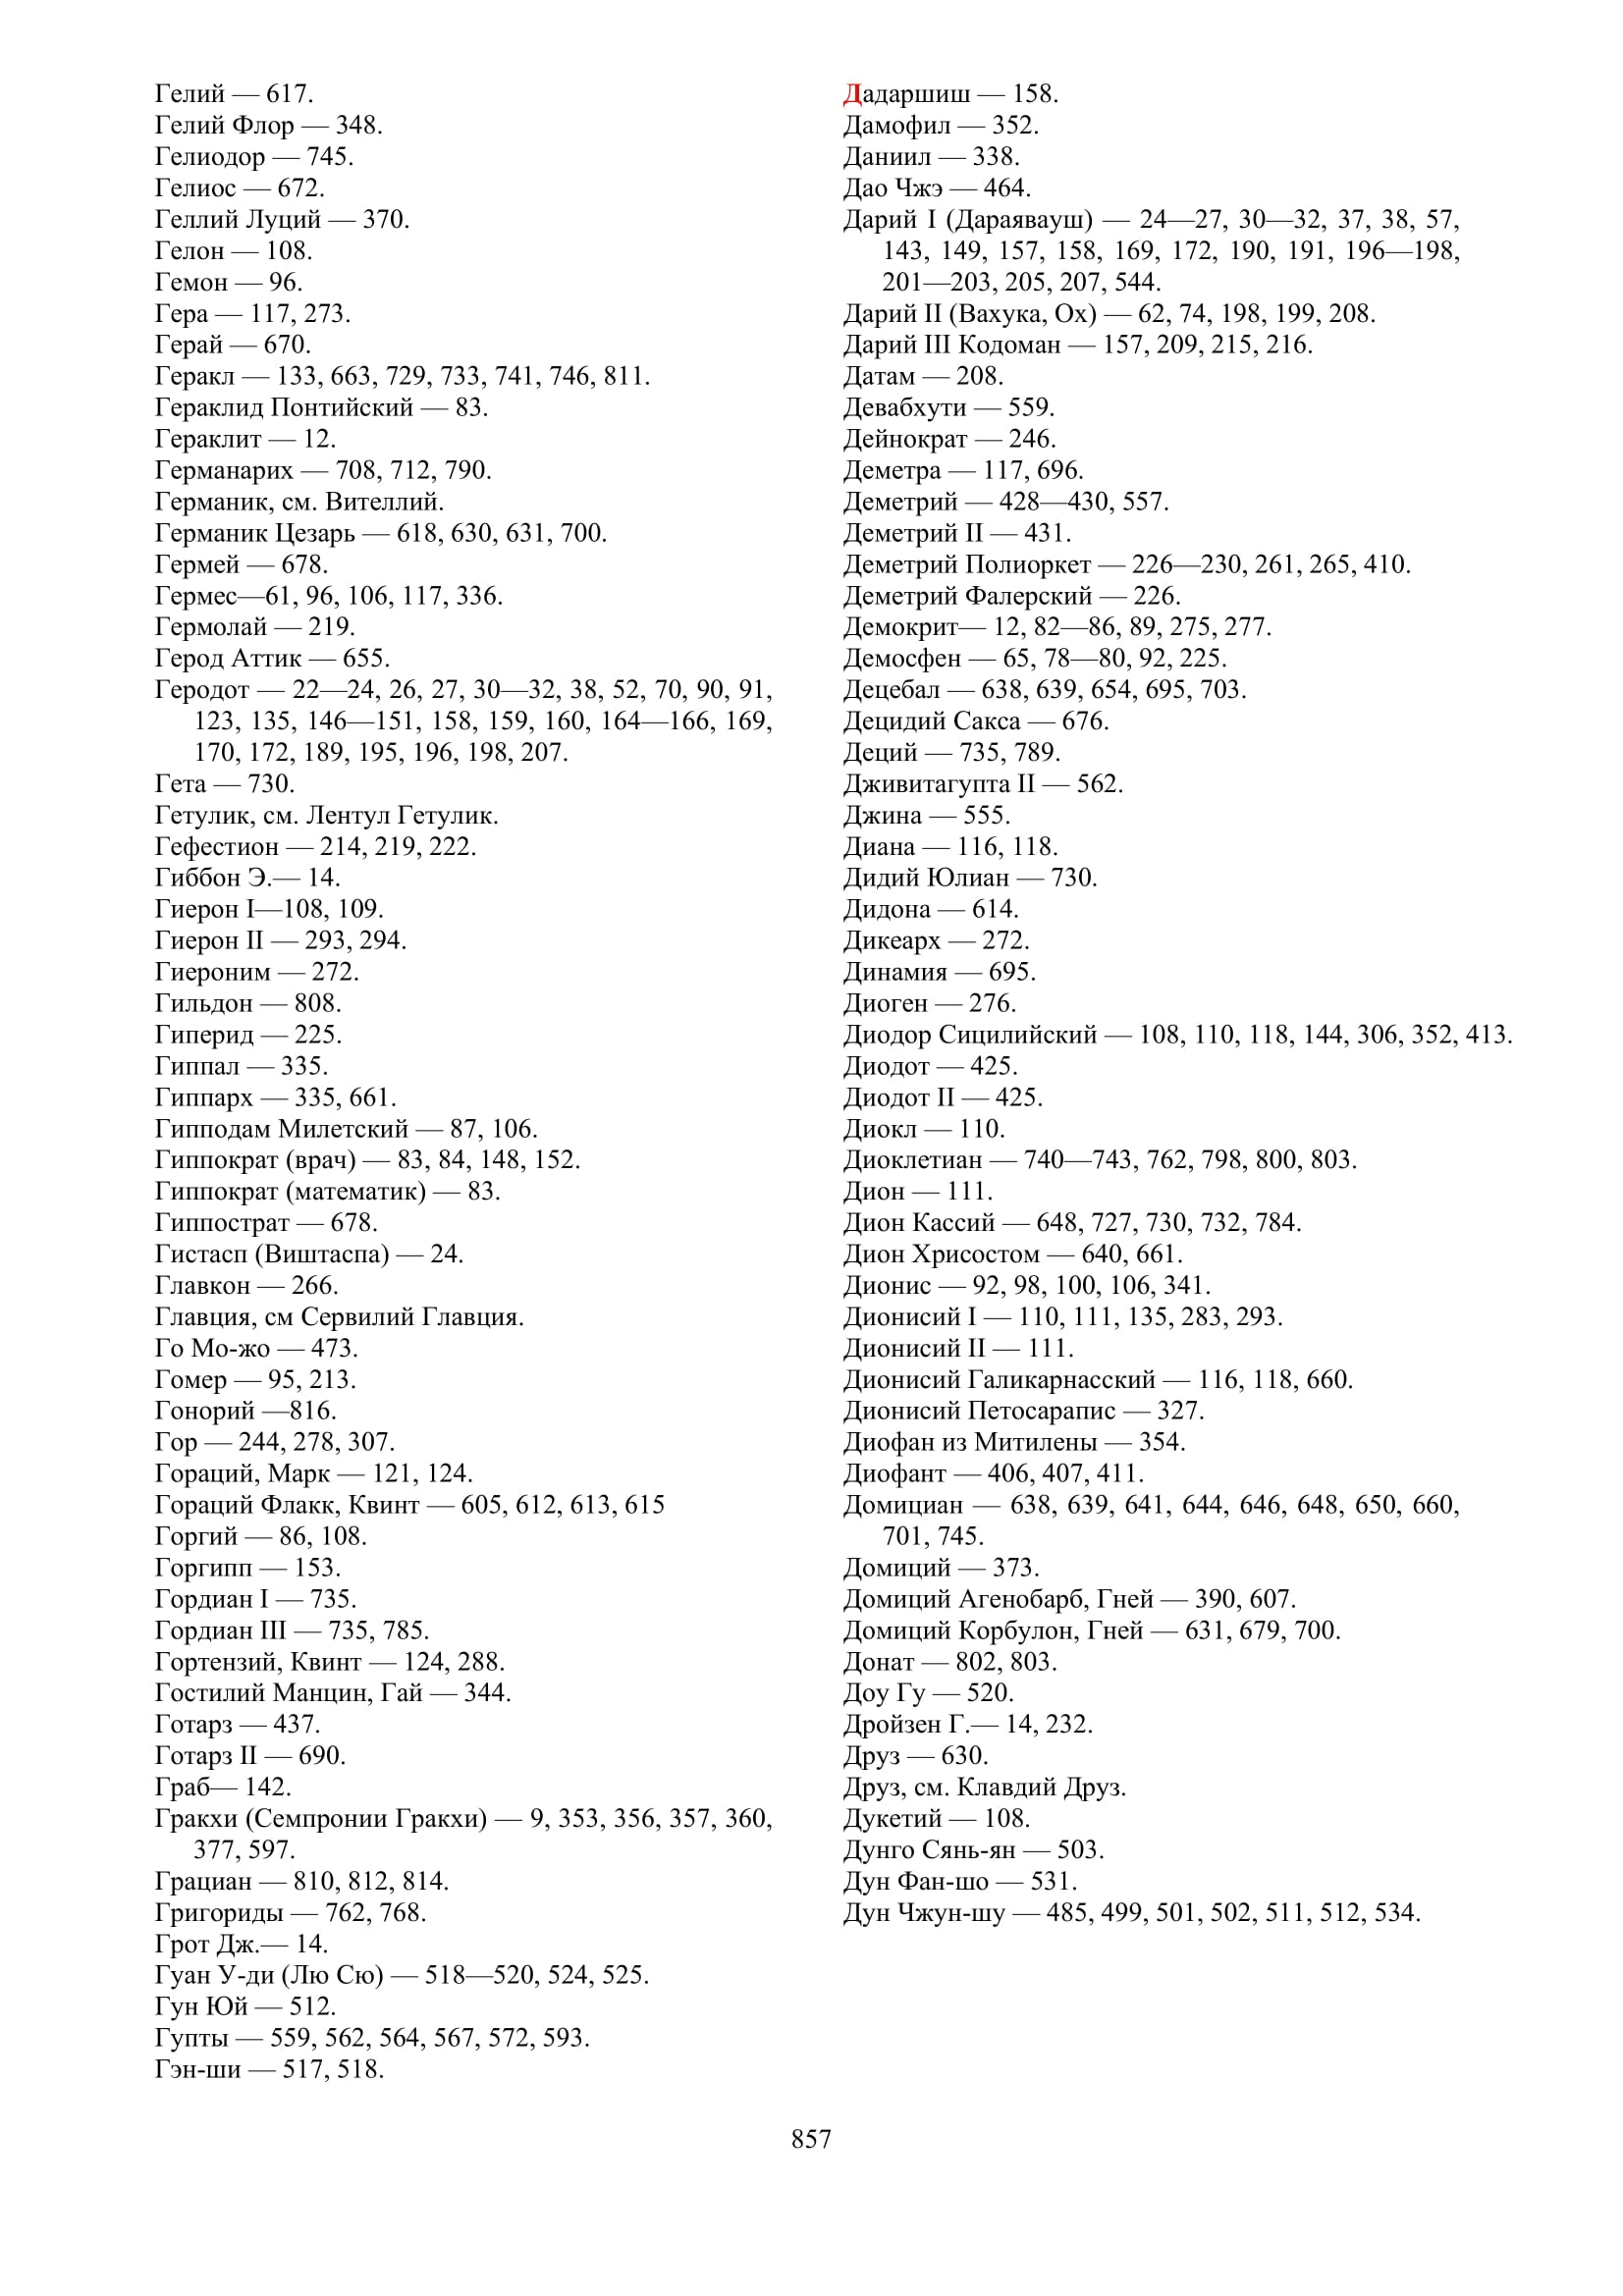 Гелий — 617.
Гелий Флор — 348.
Гелиодор — 745.
Гелиос — 672.
Геллий Луций — 370.
Гелон — 108.
Гемон — 96.
Гера — 117, 273.
Герай — 670.
Геракл — 133, 663, 729, 733, 741, 746, 811.
Гераклид Понтийский — 83.
Гераклит — 12.
Германарих — 708, 712, 790.
Германик, см. Вителлий.
Германик Цезарь — 618, 630, 631, 700.
Гермей — 678.
Гермес—61, 96, 106, 117, 336.
Гермолай — 219.
Герод Аттик — 655.
Геродот — 22—24, 26, 27, 30—32, 38, 52, 70, 90, 91,
123, 135, 146—151, 158, 159, 160, 164—166, 169,
170, 172, 189, 195, 196, 198, 207.
Гета — 730.
Гетулик, см. Лентул Гетулик.
Гефестион — 214, 219, 222.
Гиббон Э.— 14.
Гиерон I—108, 109.
Гиерон II — 293, 294.
Гиероним — 272.
Гильдон — 808.
Гиперид — 225.
Гиппал — 335.
Гиппарх — 335, 661.
Гипподам Милетский — 87, 106.
Гиппократ (врач) — 83, 84, 148, 152.
Гиппократ (математик) — 83.
Гиппострат — 678.
Гистасп (Виштаспа) — 24.
Главкон — 266.
Главция, см Сервилий Главция.
Го Мо-жо — 473.
Гомер — 95, 213.
Гонорий —816.
Гор — 244, 278, 307.
Гораций, Марк — 121, 124.
Гораций Флакк, Квинт — 605, 612, 613, 615
Горгий — 86, 108.
Горгипп — 153.
Гордиан I — 735.
Гордиан III — 735, 785.
Гортензий, Квинт — 124, 288.
Гостилий Манцин, Гай — 344.
Готарз — 437.
Готарз II — 690.
Граб— 142.
Гракхи (Семпронии Гракхи) — 9, 353, 356, 357, 360,
377, 597.
Грациан — 810, 812, 814.
Григориды — 762, 768.
Грот Дж.— 14.
Гуан У-ди (Лю Сю) — 518—520, 524, 525.
Гун Юй — 512.
Гупты — 559, 562, 564, 567, 572, 593.
Гэн-ши — 517, 518.
Дадаршиш — 158.
Дамофил — 352.
Даниил — 338.
Дао Чжэ — 464.
Дарий I (Дараявауш) — 24—27, 30—32, 37, 38, 57,
143, 149, 157, 158, 169, 172, 190, 191, 196—198,
201—203, 205, 207, 544.
Дарий II (Вахука, Ох) — 62, 74, 198, 199, 208.
Дарий III Кодоман — 157, 209, 215, 216.
Датам — 208.
Девабхути — 559.
Дейнократ — 246.
Деметра — 117, 696.
Деметрий — 428—430, 557.
Деметрий II — 431.
Деметрий Полиоркет — 226—230, 261, 265, 410.
Деметрий Фалерский — 226.
Демокрит— 12, 82—86, 89, 275, 277.
Демосфен — 65, 78—80, 92, 225.
Децебал — 638, 639, 654, 695, 703.
Децидий Сакса — 676.
Деций — 735, 789.
Дживитагупта II — 562.
Джина — 555.
Диана — 116, 118.
Дидий Юлиан — 730.
Дидона — 614.
Дикеарх — 272.
Динамия — 695.
Диоген — 276.
Диодор Сицилийский — 108, 110, 118, 144, 306, 352, 413.
Диодот — 425.
Диодот II — 425.
Диокл — 110.
Диоклетиан — 740—743, 762, 798, 800, 803.
Дион — 111.
Дион Кассий — 648, 727, 730, 732, 784.
Дион Хрисостом — 640, 661.
Дионис — 92, 98, 100, 106, 341.
Дионисий I — 110, 111, 135, 283, 293.
Дионисий II — 111.
Дионисий Галикарнасский — 116, 118, 660.
Дионисий Петосарапис — 327.
Диофан из Митилены — 354.
Диофант — 406, 407, 411.
Домициан — 638, 639, 641, 644, 646, 648, 650, 660,
701, 745.
Домиций — 373.
Домиций Агенобарб, Гней — 390, 607.
Домиций Корбулон, Гней — 631, 679, 700.
Донат — 802, 803.
Доу Гу — 520.
Дройзен Г.— 14, 232.
Друз — 630.
Друз, см. Клавдий Друз.
Дукетий — 108.
Дунго Сянь-ян — 503.
Дун Фан-шо — 531.
Дун Чжун-шу — 485, 499, 501, 502, 511, 512, 534.
857